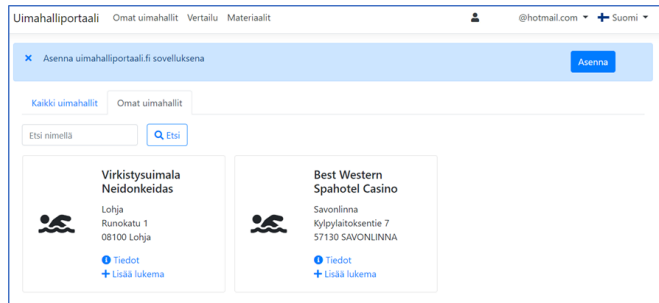 Uimahalliportaali Omat uimahallit Vertailu Materiaalit @hotmail.com Suomi
Asenna uimahalliportaali.fi sovelluksena
Asenna
Kaikki uimahallit Omat uimahallit
Etsi nimellä Etsi
Virkistysuimala
Neidonkeidas
Lohja
Runokatu 1
08100 Lohja
Tiedot
Lisää lukema
Best Western
Spahotel Casino
Savonlinna
Kylpylaitoksentie 7
57130 SAVONLINNA
Tiedot
Lisää lukema